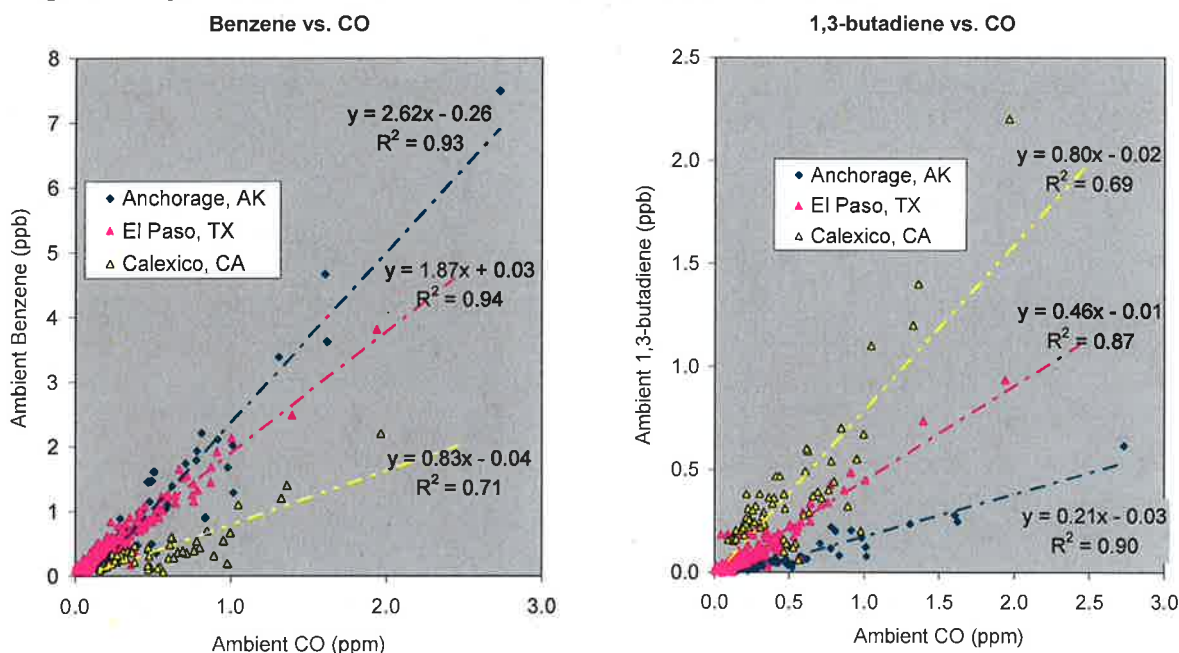 Benzene vs. CO
8
7
6
5
4
3
2
1
0
Ambient Benzene (ppb)
y = 2.62x - 0.26
R² = 0.93
Anchorage, AK
El Paso, TX
Calexico, CA
y = 1.87x + 0.03
R² = 0.94
y = 0.83x - 0.04
R² = 0.71
0.0 1.0 2.0 3.0
Ambient CO (ppm)
1,3-butadiene vs. CO
2.5
2.0
1.5
1.0
0.5
0.0
Ambient 1,3-butadiene (ppb)
y = 0.80x - 0.02
R² = 0.69
Anchorage, AK
El Paso, TX
Calexico, CA
y = 0.46x - 0.01
R² = 0.87
y = 0.21x - 0.03
R² = 0.90
0.0 0.5 1.0 1.5 2.0 2.5 3.0
Ambient CO (ppm)